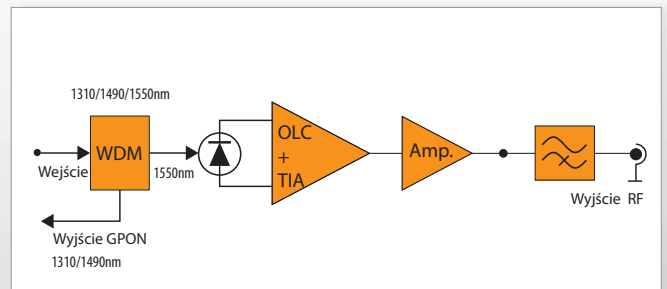 1310/1490/1550nm
WDM
Wejście
1550nm
OLC
+
TIA
Amp.
Wyjście RF
Wyjście GPON
1310/1490nm